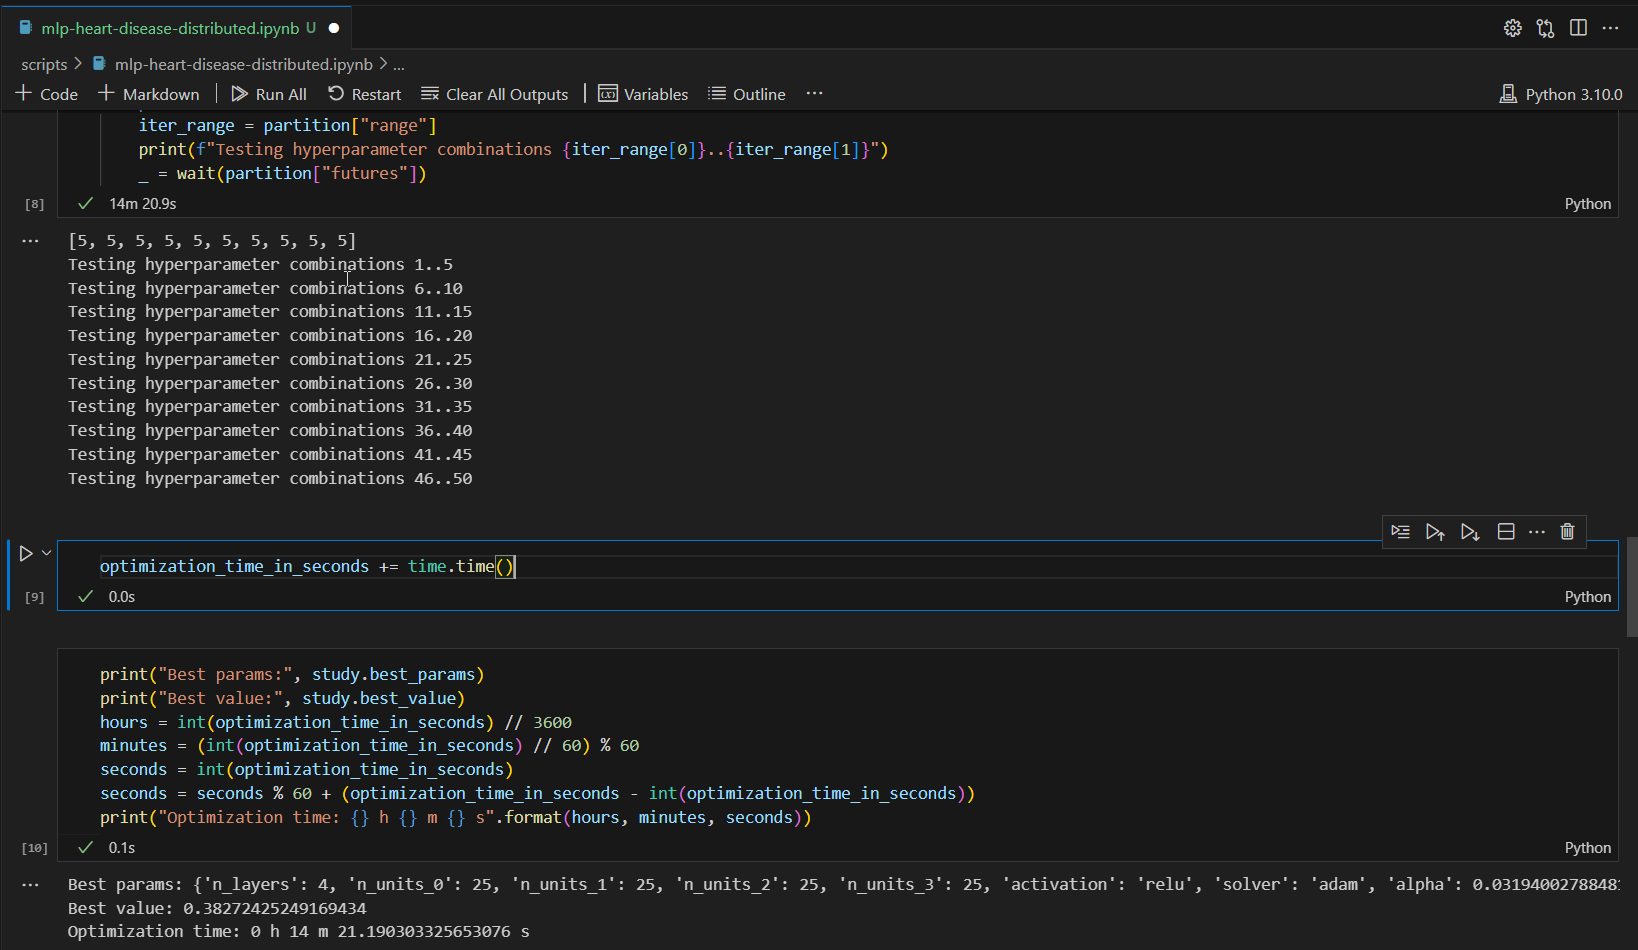 mlp-heart-disease-distributed.ipynb U
scripts > mlp-heart-disease-distributed.ipynb > ...
+ Code + Markdown | Run All Restart Clear All Outputs | Variables Outline ... Python 3.10.0
iter_range = partition["range"]
print(f"Testing hyperparameter combinations {iter_range[0]}..{iter_range[1]}")
_ = wait(partition["futures"])
[8] 14m 20.9s Python
[5, 5, 5, 5, 5, 5, 5, 5, 5, 5]
Testing hyperparameter combinations 1..5
Testing hyperparameter combinations 6..10
Testing hyperparameter combinations 11..15
Testing hyperparameter combinations 16..20
Testing hyperparameter combinations 21..25
Testing hyperparameter combinations 26..30
Testing hyperparameter combinations 31..35
Testing hyperparameter combinations 36..40
Testing hyperparameter combinations 41..45
Testing hyperparameter combinations 46..50
optimization_time_in_seconds += time.time()
[9] 0.0s Python
print("Best params:", study.best_params)
print("Best value:", study.best_value)
hours = int(optimization_time_in_seconds) // 3600
minutes = (int(optimization_time_in_seconds) // 60) % 60
seconds = int(optimization_time_in_seconds)
seconds = seconds % 60 + (optimization_time_in_seconds - int(optimization_time_in_seconds))
print("Optimization time: {} h {} m {} s".format(hours, minutes, seconds))
[10] 0.1s Python
Best params: {'n_layers': 4, 'n_units_0': 25, 'n_units_1': 25, 'n_units_2': 25, 'n_units_3': 25, 'activation': 'relu', 'solver': 'adam', 'alpha': 0.03194002788481
Best value: 0.38272425249169434
Optimization time: 0 h 14 m 21.190303325653076 s